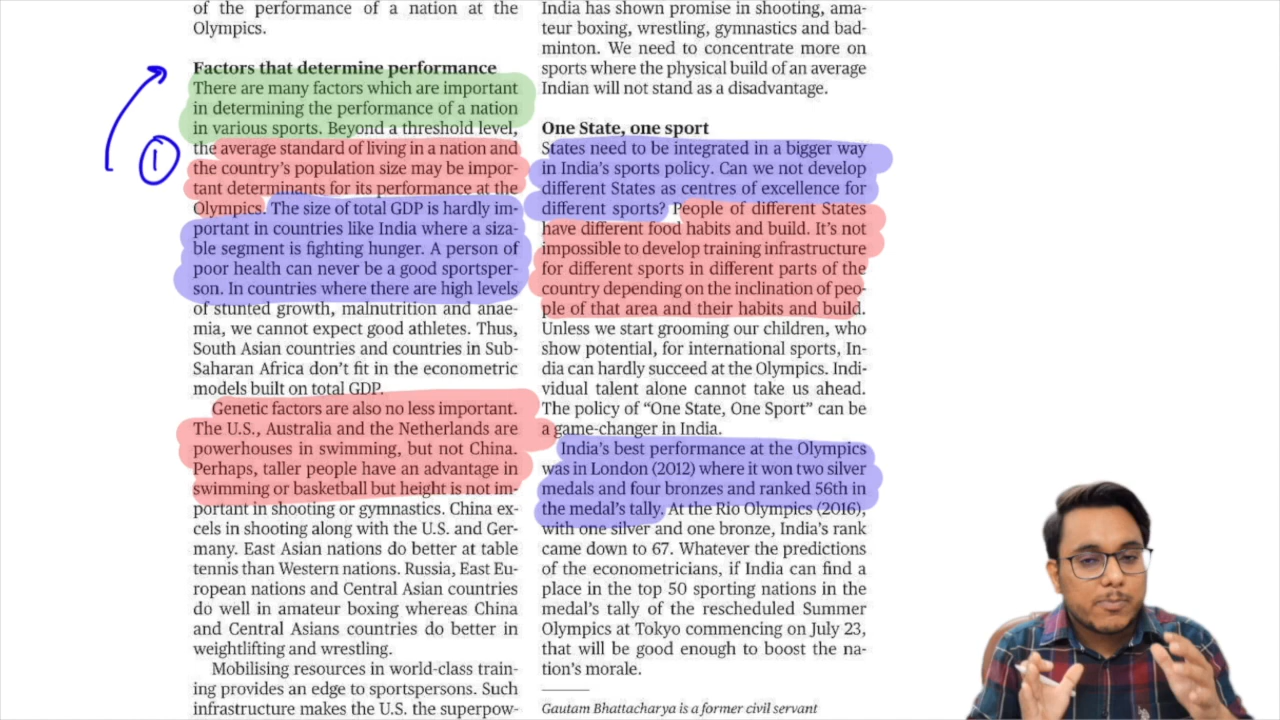 of the performance of a nation at the
Olympics.
Factors that determine performance
There are many factors which are important
in determining the performance of a nation
in various sports. Beyond a threshold level,
the average standard of living in a nation and
the country's population size may be impor-
tant determinants for its performance at the
Olympics. The size of total GDP is hardly im-
portant in countries like India where a siza-
ble segment is fighting hunger. A person of
poor health can never be a good sportsper-
son. In countries where there are high levels
of stunted growth, malnutrition and anae-
mia, we cannot expect good athletes. Thus,
South Asian countries and countries in Sub-
Saharan Africa don't fit in the econometric
models built on total GDP.
Genetic factors are also no less important.
The U.S., Australia and the Netherlands are
powerhouses in swimming, but not China.
Perhaps, taller people have an advantage in
swimming or basketball but height is not im-
portant in shooting or gymnastics. China ex-
cels in shooting along with the U.S. and Ger-
many. East Asian nations do better at table
tennis than Western nations. Russia, East Eu-
ropean nations and Central Asian countries
do well in amateur boxing whereas China
and Central Asians countries do better in
weightlifting and wrestling.
Mobilising resources in world-class train-
ing provides an edge to sportspersons. Such
infrastructure makes the U.S. the superpow-
1
India has shown promise in shooting, ama-
teur boxing, wrestling, gymnastics and bad-
minton. We need to concentrate more on
sports where the physical build of an average
Indian will not stand as a disadvantage.
One State, one sport
States need to be integrated in a bigger way
in India's sports policy. Can we not develop
different States as centres of excellence for
different sports? People of different States
have different food habits and build. It's not
impossible to develop training infrastructure
for different sports in different parts of the
country depending on the inclination of peo-
ple of that area and their habits and build.
Unless we start grooming our children, who
show potential, for international sports, In-
dia can hardly succeed at the Olympics. Indi-
vidual talent alone cannot take us ahead.
The policy of “One State, One Sport” can be
a game-changer in India.
India's best performance at the Olympics
was in London (2012) where it won two silver
medals and four bronzes and ranked 56th in
the medal's tally. At the Rio Olympics (2016),
with one silver and one bronze, India's rank
came down to 67. Whatever the predictions
of the econometricians, if India can find a
place in the top 50 sporting nations in the
medal's tally of the rescheduled Summer
Olympics at Tokyo commencing on July 23,
that will be good enough to boost the na-
tion's morale.
Gautam Bhattacharya is a former civil servant